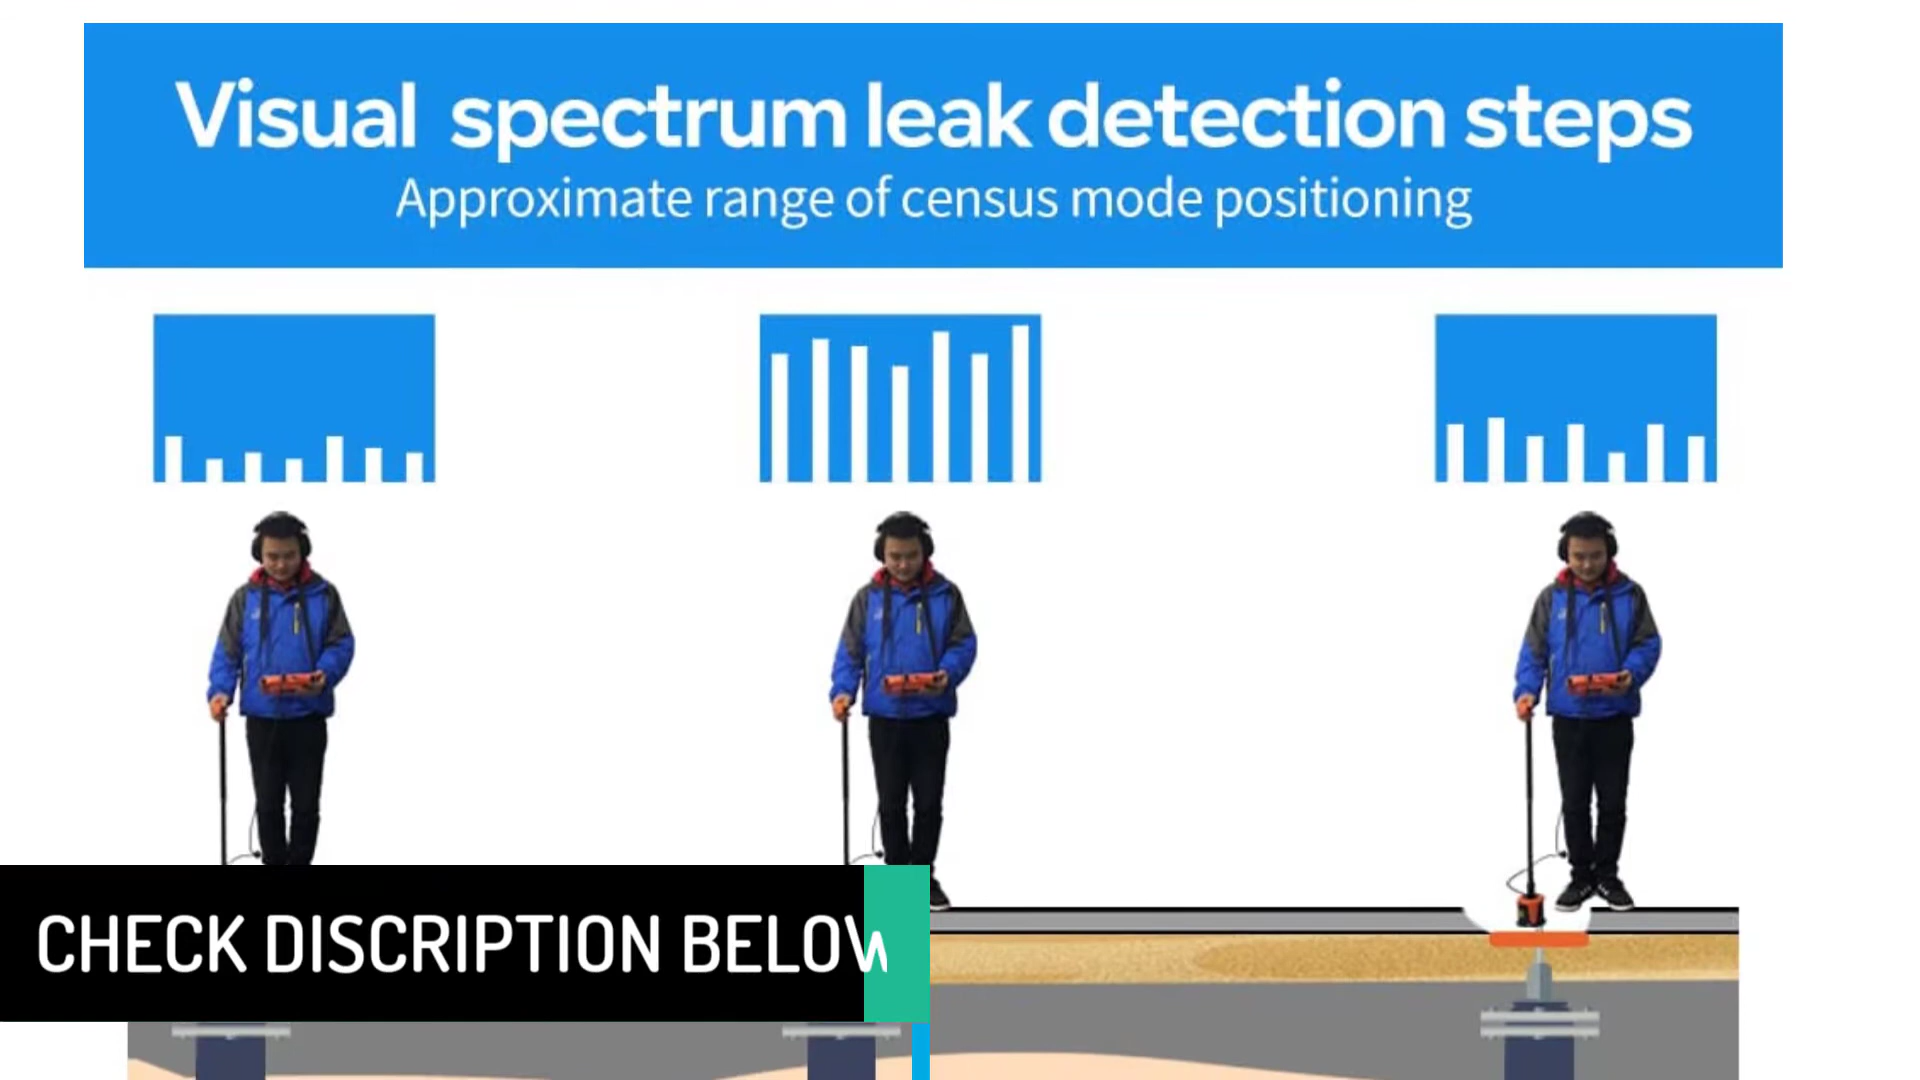 Visual spectrum leak detection steps
Approximate range of census mode positioning
CHECK DISCRIPTION BELOW